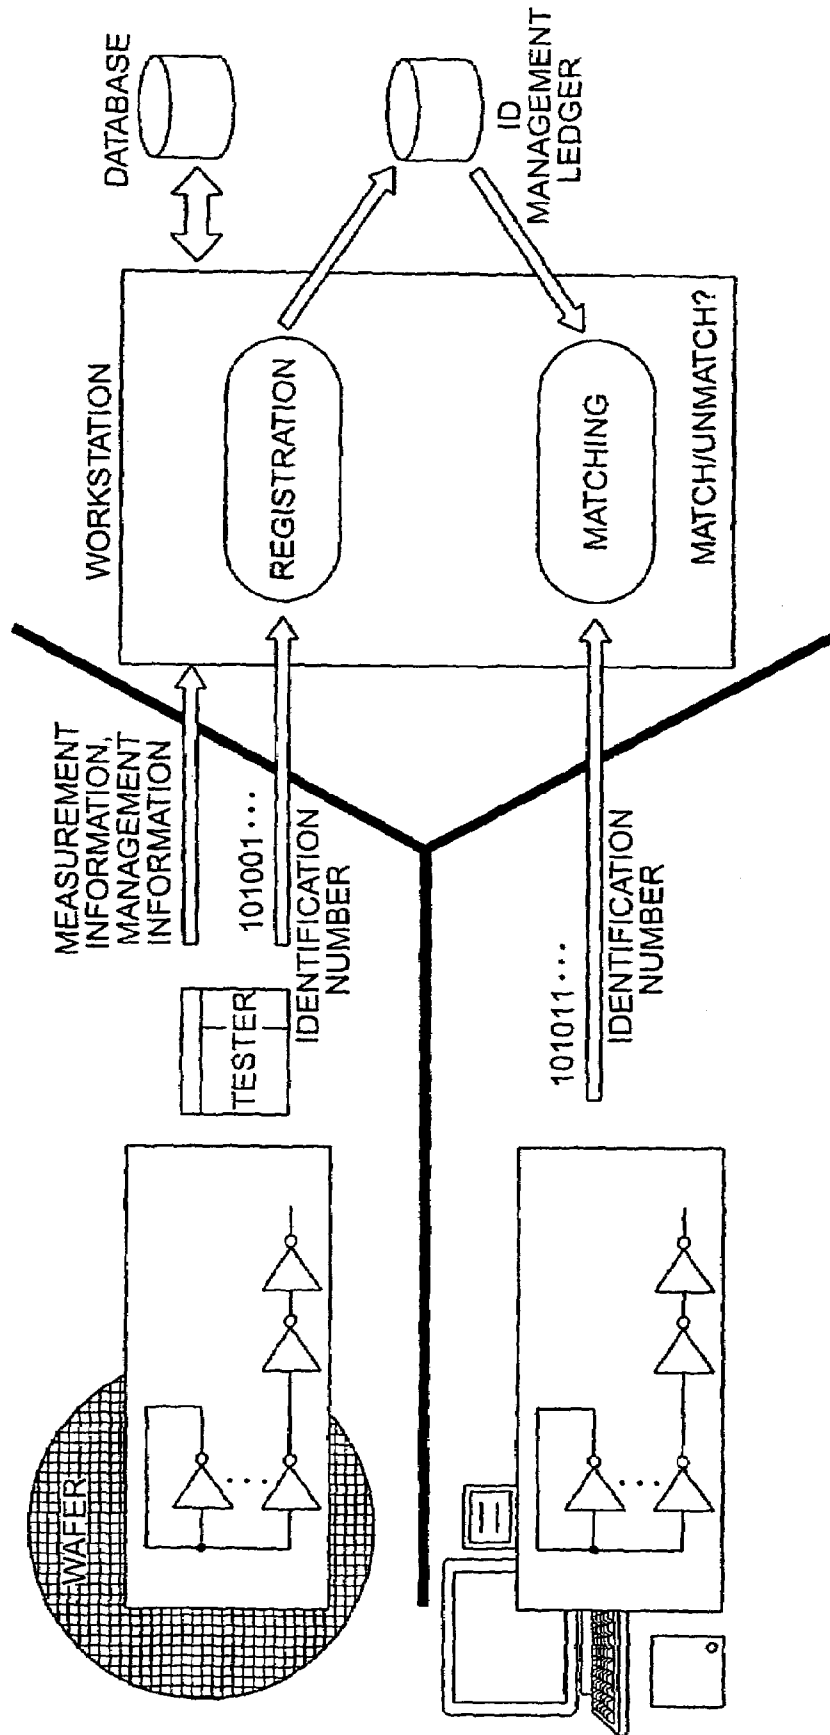 WAFER
TESTER
MEASUREMENT
INFORMATION,
MANAGEMENT
INFORMATION
101001···
IDENTIFICATION
NUMBER
WORKSTATION
REGISTRATION
DATABASE
ID
MANAGEMENT
LEDGER
101011···
IDENTIFICATION
NUMBER
MATCHING
MATCH/UNMATCH?